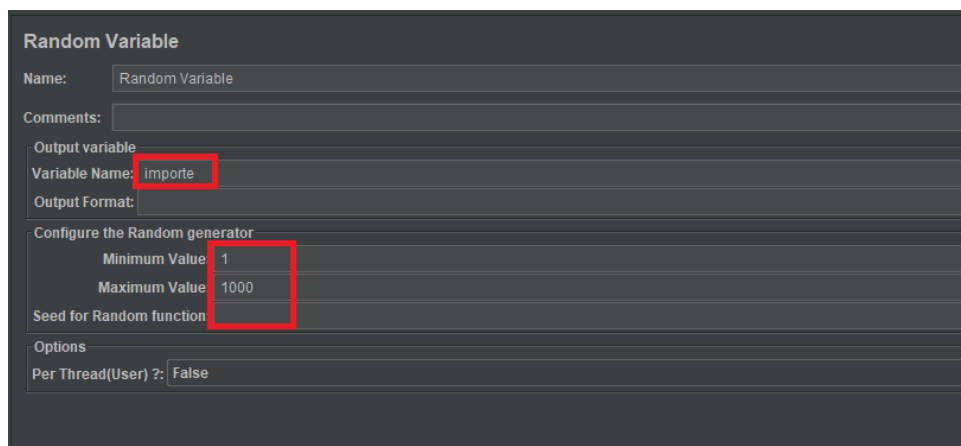 Random Variable
Name: Random Variable
Comments:
Output variable
Variable Name: importe
Output Format:
Configure the Random generator
Minimum Value: 1
Maximum Value: 1000
Seed for Random function:
Options
Per Thread(User) ?: False